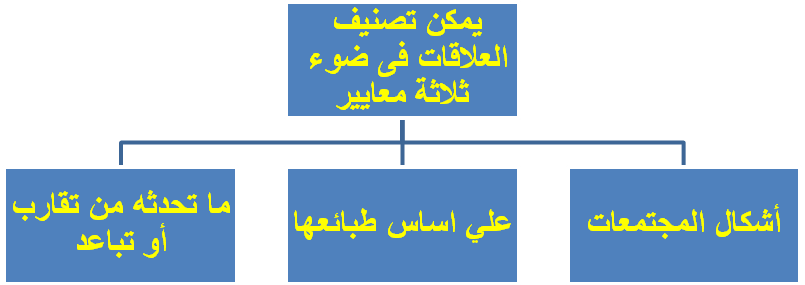 يمكن تصنيف
العلاقات فى ضوء
ثلاثة معايير
أشكال المجتمعات
علي اساس طبائعها
ما تحدثه من تقارب
أو تباعد